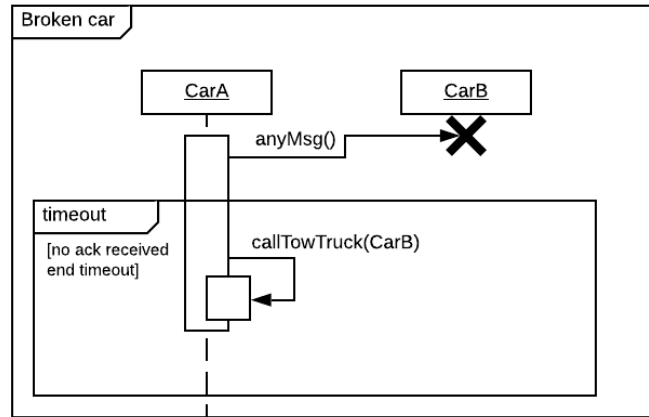 Broken car
CarA
CarB
anyMsg()
timeout
[no ack received
end timeout]
callTowTruck(CarB)